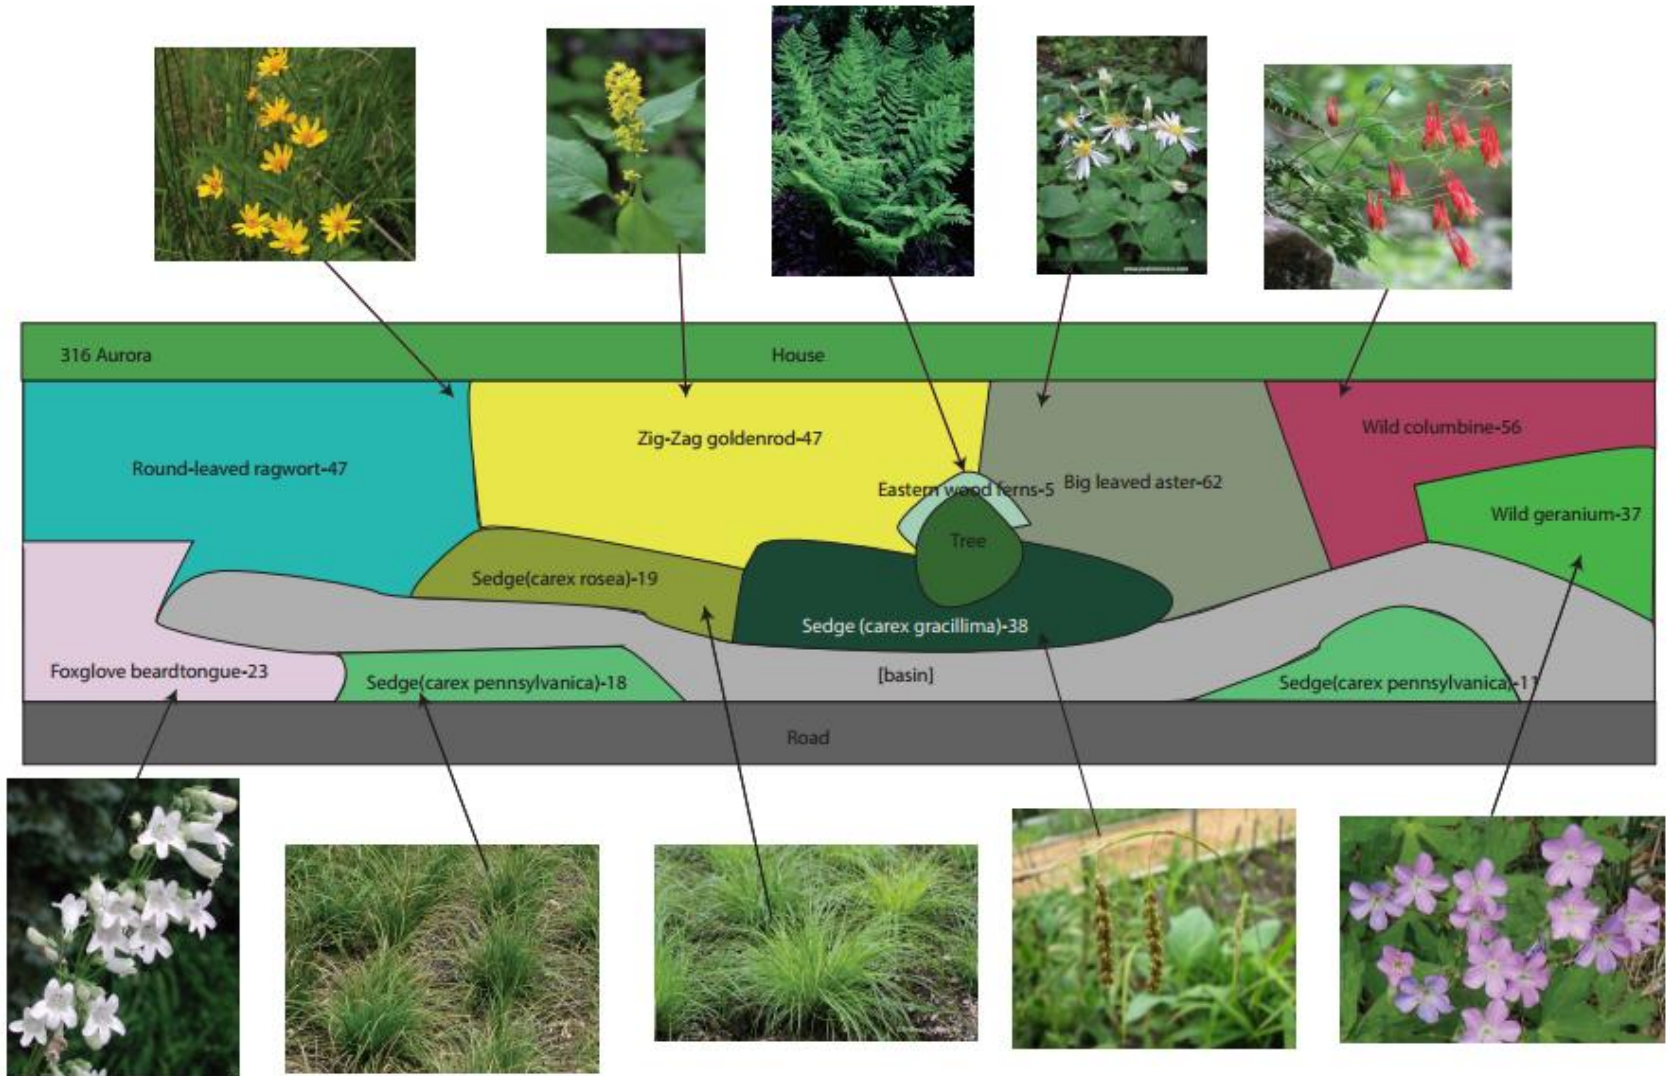 316 Aurora
House
Wild columbine-56
Zig-Zag goldenrod-47
Round-leaved ragwort-47
Eastern wood ferns-5
Big leaved aster-62
Wild geranium-37
Tree
Sedge(carex rosea)-19
Sedge (carex gracillima)-38
Foxglove beardtongue-23
Sedge(carex pennsylvanica)-18
[basin]
Sedge(carex pennsylvanica)-11
Road